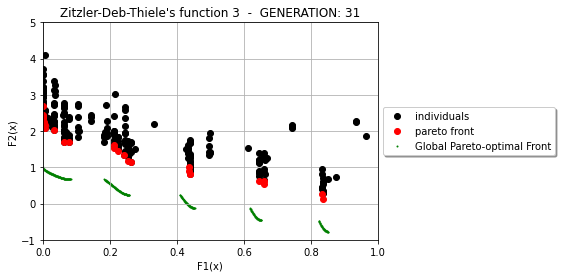 Zitzler-Deb-Thiele's function 3 - GENERATION: 31
5
4
3
2
1
0
−1
F2(x)
0.0 0.2 0.4 0.6 0.8 1.0
F1(x)
individuals
pareto front
Global Pareto-optimal Front